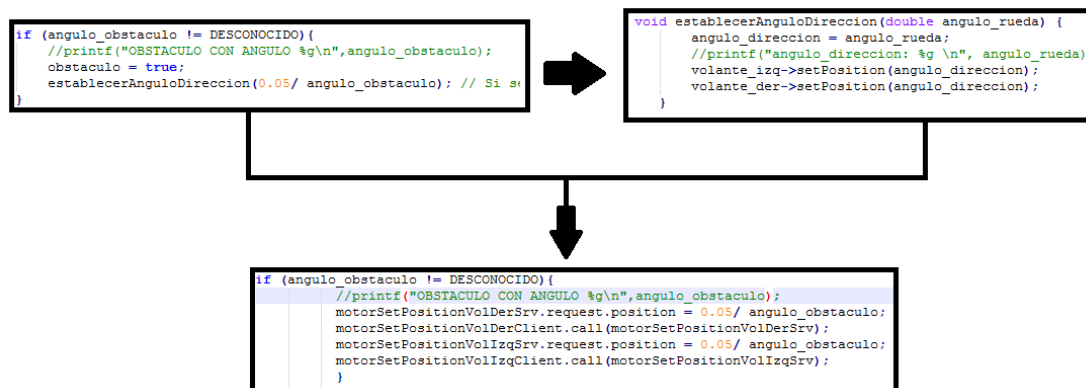 if (angulo_obstaculo != DESCONOCIDO){
//printf("OBSTACULO CON ANGULO %g\n",angulo_obstaculo);
obstaculo = true;
establecerAnguloDireccion(0.05/ angulo_obstaculo); // Si
}
void establecerAnguloDireccion(double angulo_rueda) {
angulo_direccion = angulo_rueda;
//printf("angulo_direccion: %g \n", angulo_rueda)
volante_izq->setPosition(angulo_direccion);
volante_der->setPosition(angulo_direccion);
}
if (angulo_obstaculo != DESCONOCIDO){
//printf("OBSTACULO CON ANGULO %g\n",angulo_obstaculo);
motorSetPositionVolDerSrv.request.position = 0.05/ angulo_obstaculo;
motorSetPositionVolDerClient.call(motorSetPositionVolDerSrv);
motorSetPositionVolIzqSrv.request.position = 0.05/ angulo_obstaculo;
motorSetPositionVolIzqClient.call(motorSetPositionVolIzqSrv);
}